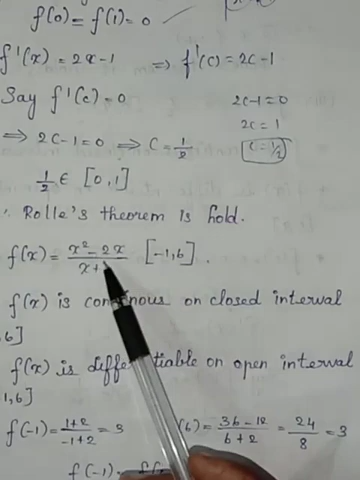 f(0) = f(1) = 0
f'(x) = 2x-1 ⇒ f'(c) = 2c-1
Say f'(c)=0
2c-1=0
2c=1
c=1/2
⇒ 2c-1=0 ⇒ c=1/2
1/2 ∈ [0,1]
∴ Rolle's theorem is hold.
f(x) = x²-2x / x+ [-1,6].
f(x) is continous on closed interval
6]
f(x) is differentiable on open interval
1,6]
f(-1) = 1+2 / -1+2 = 3 (6) = 36-12 / 6+2 = 24 / 8 = 3
f(-1) =